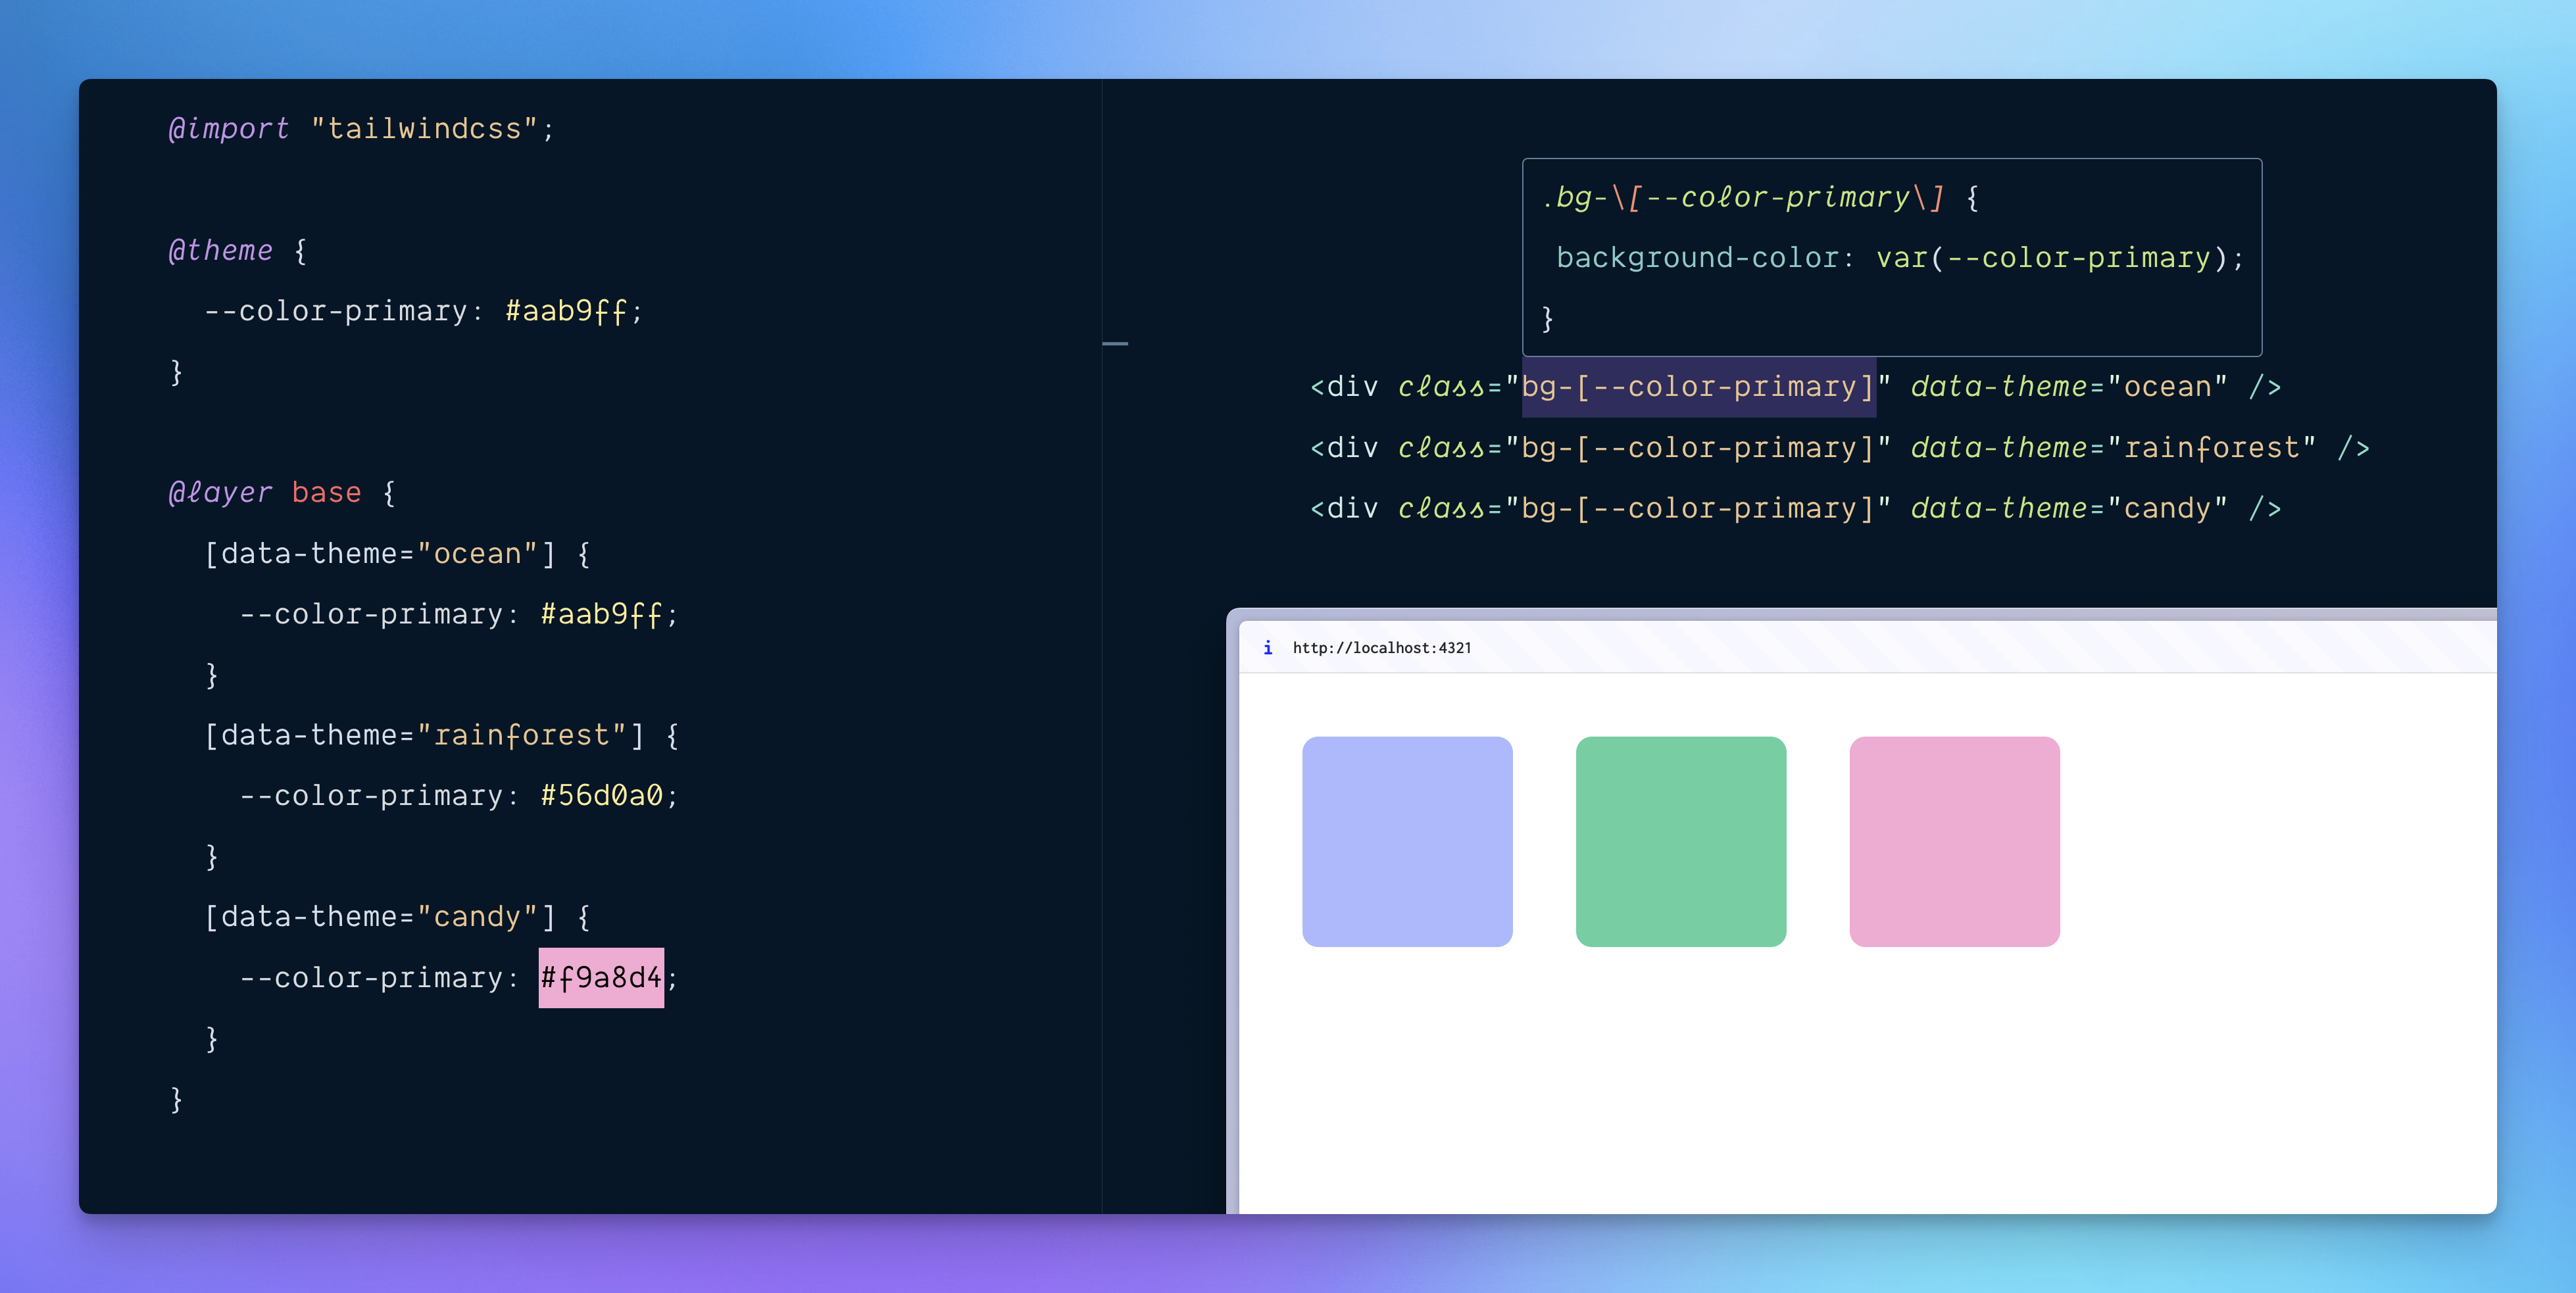 @import "tailwindcss";
@theme {
--color-primary: #aab9ff;
}
@layer base {
[data-theme="ocean"] {
--color-primary: #aab9ff;
}
[data-theme="rainforest"] {
--color-primary: #56d0a0;
}
[data-theme="candy"] {
--color-primary: #f9a8d4;
}
}
.bg-\[--color-primary\] {
background-color: var(--color-primary);
}
<div class="bg-[--color-primary]" data-theme="ocean" />
<div class="bg-[--color-primary]" data-theme="rainforest" />
<div class="bg-[--color-primary]" data-theme="candy" />
i http://localhost:4321